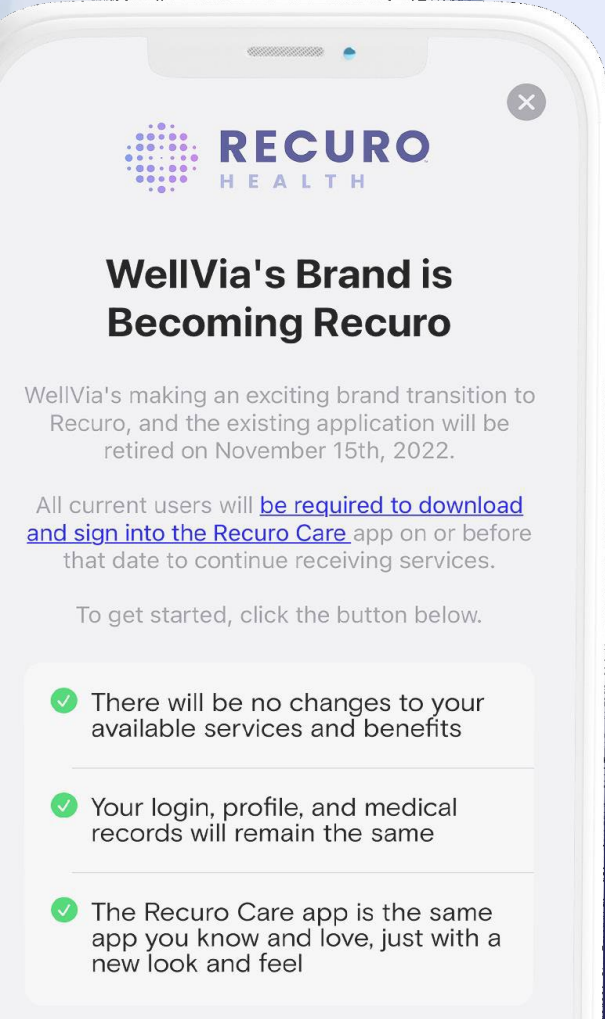 RECURO
HEALTH
WellVia's Brand is
Becoming Recuro
WellVia's making an exciting brand transition to
Recuro, and the existing application will be
retired on November 15th, 2022.
All current users will be required to download
and sign into the Recuro Care app on or before
that date to continue receiving services.
To get started, click the button below.
There will be no changes to your
available services and benefits
Your login, profile, and medical
records will remain the same
The Recuro Care app is the same
app you know and love, just with a
new look and feel